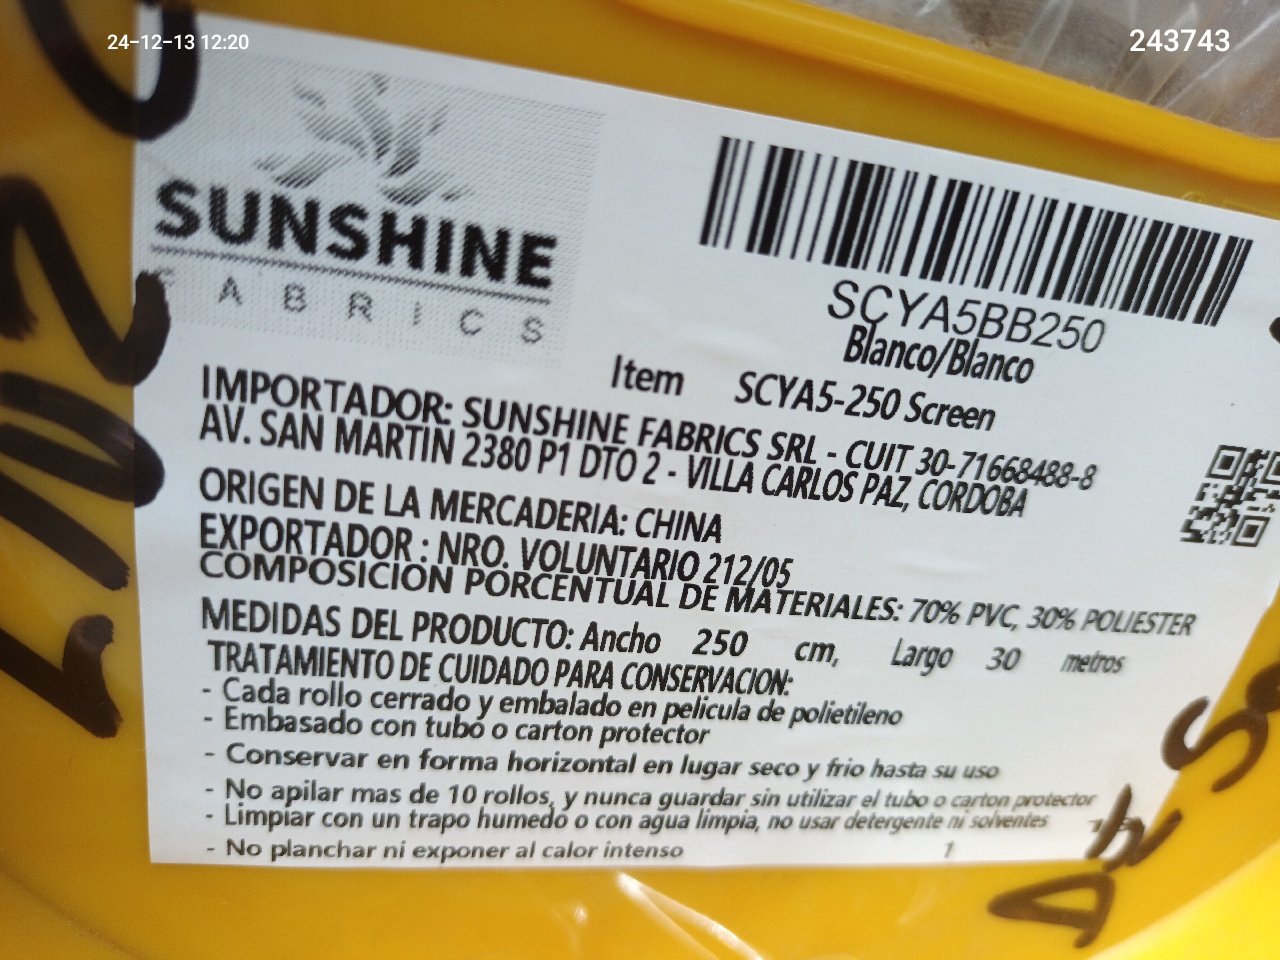 24-12-13 12:20
243743
SUNSHINE
FABRICS
SCYA5BB250
Blanco/Blanco
Item SCYA5-250 Screen
IMPORTADOR: SUNSHINE FABRICS SRL - CUIT 30-71668488-8
AV. SAN MARTIN 2380 P1 DTO 2 - VILLA CARLOS PAZ, CORDOBA
ORIGEN DE LA MERCADERIA: CHINA
EXPORTADOR : NRO. VOLUNTARIO 212/05
COMPOSICION PORCENTUAL DE MATERIALES: 70% PVC, 30% POLIESTER
MEDIDAS DEL PRODUCTO: Ancho 250 cm, Largo 30 metros
TRATAMIENTO DE CUIDADO PARA CONSERVACION:
- Cada rollo cerrado y embalado en pelicula de polietileno
- Embasado con tubo o carton protector
- Conservar en forma horizontal en lugar seco y frio hasta su uso
- No apilar mas de 10 rollos, y nunca guardar sin utilizar el tubo o carton protector
- Limpiar con un trapo humedo o con agua limpia, no usar detergente ni solventes
- No planchar ni exponer al calor intenso
1